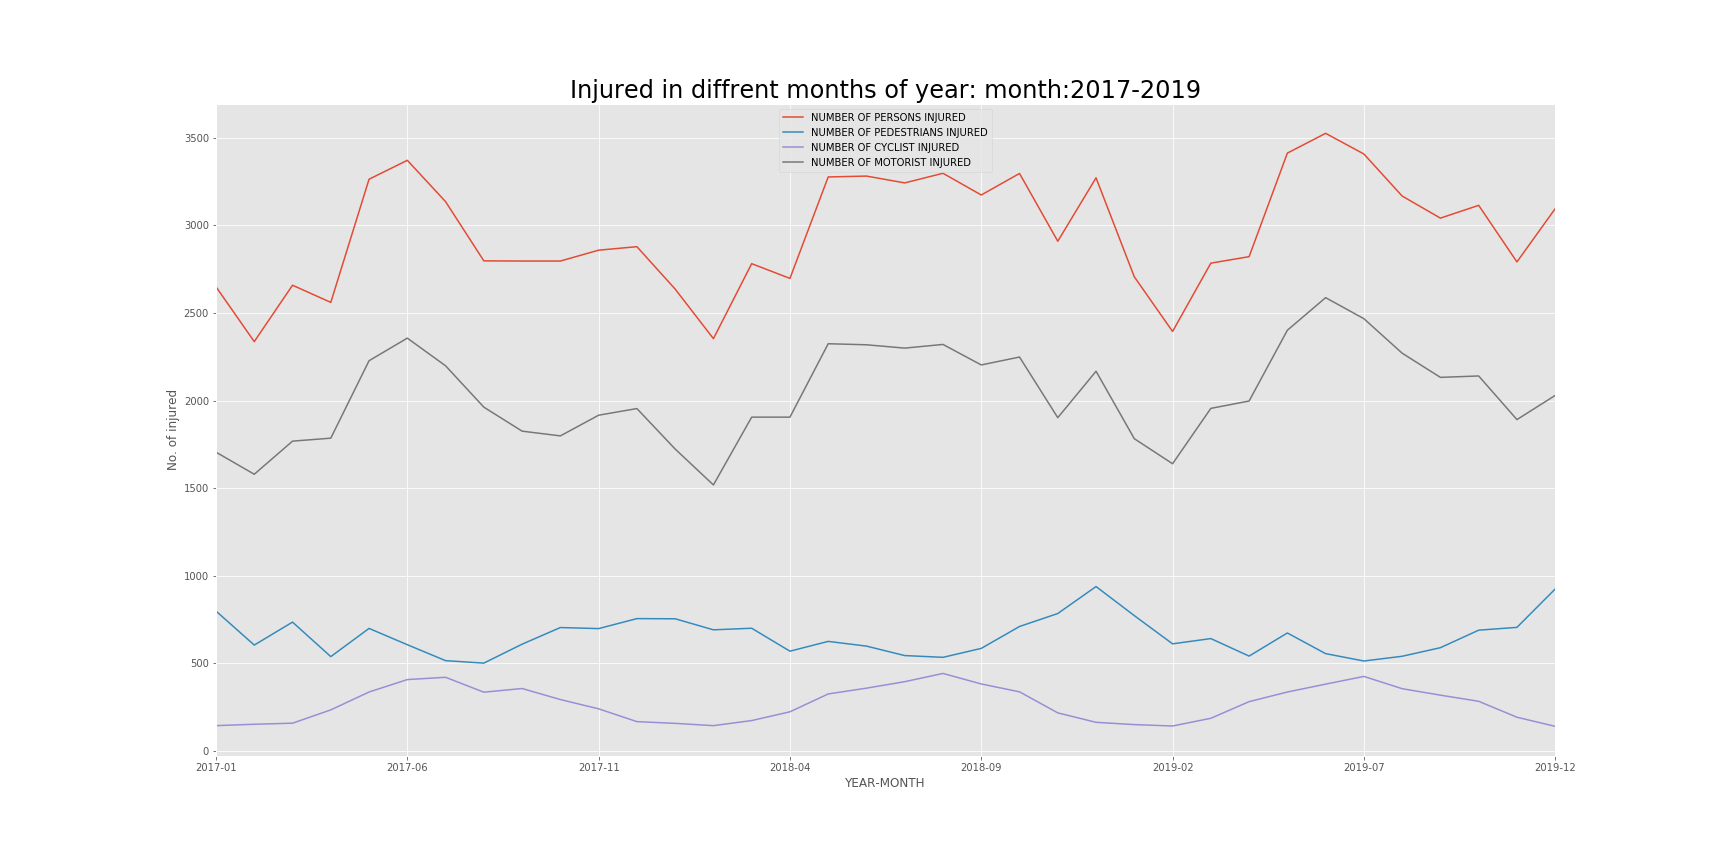 Injured in diffrent months of year: month:2017-2019
NUMBER OF PERSONS INJURED
NUMBER OF PEDESTRIANS INJURED
NUMBER OF CYCLIST INJURED
NUMBER OF MOTORIST INJURED
No. of injured
3500
3000
2500
2000
1500
1000
500
0
2017-01 2017-06 2017-11 2018-04 2018-09 2019-02 2019-07 2019-12
YEAR-MONTH